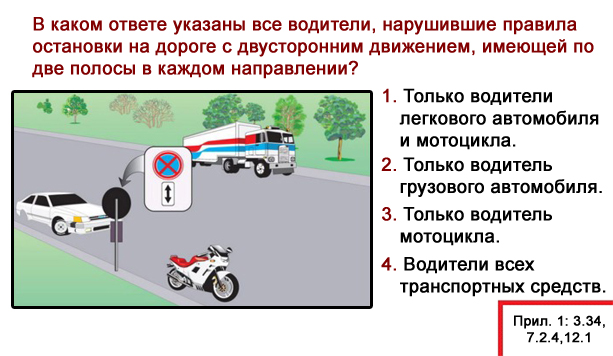 В каком ответе указаны все водители, нарушившие правила
остановки на дороге с двусторонним движением, имеющей по
две полосы в каждом направлении?
1. Только водители
легкового автомобиля
и мотоцикла.
2. Только водитель
грузового автомобиля.
3. Только водитель
мотоцикла.
4. Водители всех
транспортных средств.
Прил. 1: 3.34,
7.2.4,12.1